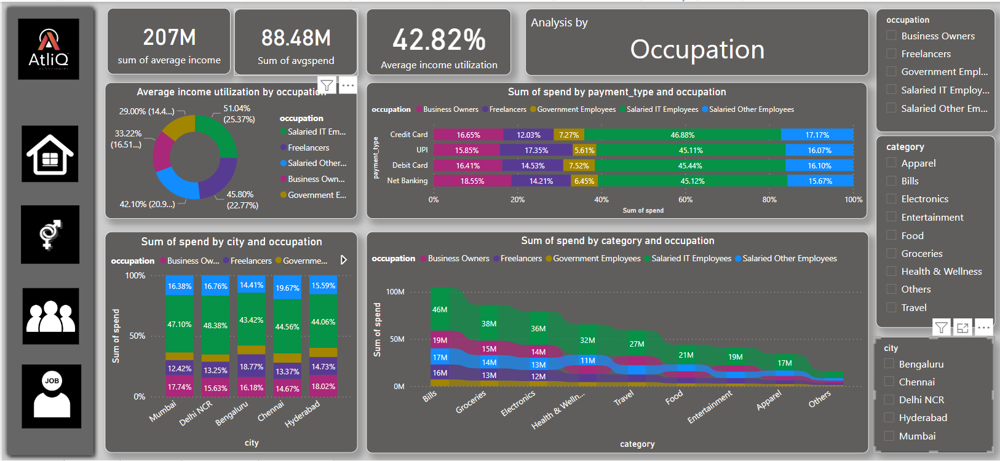 AtliQ
technologies
JOB
207M
sum of average income
88.48M
Sum of avgspend
42.82%
Average income utilization
Analysis by
Occupation
Average income utilization by occupation
29.00% (14.4...)
51.04%
(25.37%)
33.22%
(16.51...)
42.10% (20.9...)
45.80%
(22.77%)
occupation
Salaried IT Em...
Freelancers
Salaried Other...
Business Own...
Government E...
Sum of spend by payment_type and occupation
occupation Business Owners Freelancers Government Employees Salaried IT Employees Salaried Other Employees
payment_type
Credit Card 16.65% 12.03% 7.27% 46.88% 17.17%
UPI 15.85% 17.35% 5.61% 45.11% 16.07%
Debit Card 16.41% 14.53% 7.52% 45.44% 16.10%
Net Banking 18.55% 14.21% 6.45% 45.12% 15.67%
0% 20% 40% 60% 80% 100%
Sum of spend
Sum of spend by city and occupation
occupation Business Ow... Freelancers Governme...
Sum of spend
100%
50%
0%
16.38% 16.76% 14.41% 19.67% 15.59%
47.10% 48.38% 43.42% 44.56% 44.06%
12.42% 13.25% 18.77% 13.37% 14.73%
17.74% 15.63% 16.18% 14.67% 18.02%
Mumbai Delhi NCR Bengaluru Chennai Hyderabad
city
Sum of spend by category and occupation
occupation Business Owners Freelancers Government Employees Salaried IT Employees Salaried Other Employees
Sum of spend
100M
50M
0M
46M 38M 36M 32M 27M 21M 19M 17M
19M 15M 14M
17M 14M 13M 11M
16M 13M 12M
Bills Groceries Electronics Health & Welln... Travel Food Entertainment Apparel Others
category
occupation
Business Owners
Freelancers
Government Empl...
Salaried IT Employ...
Salaried Other Em...
category
Apparel
Bills
Electronics
Entertainment
Food
Groceries
Health & Wellness
Others
Travel
city
Bengaluru
Chennai
Delhi NCR
Hyderabad
Mumbai